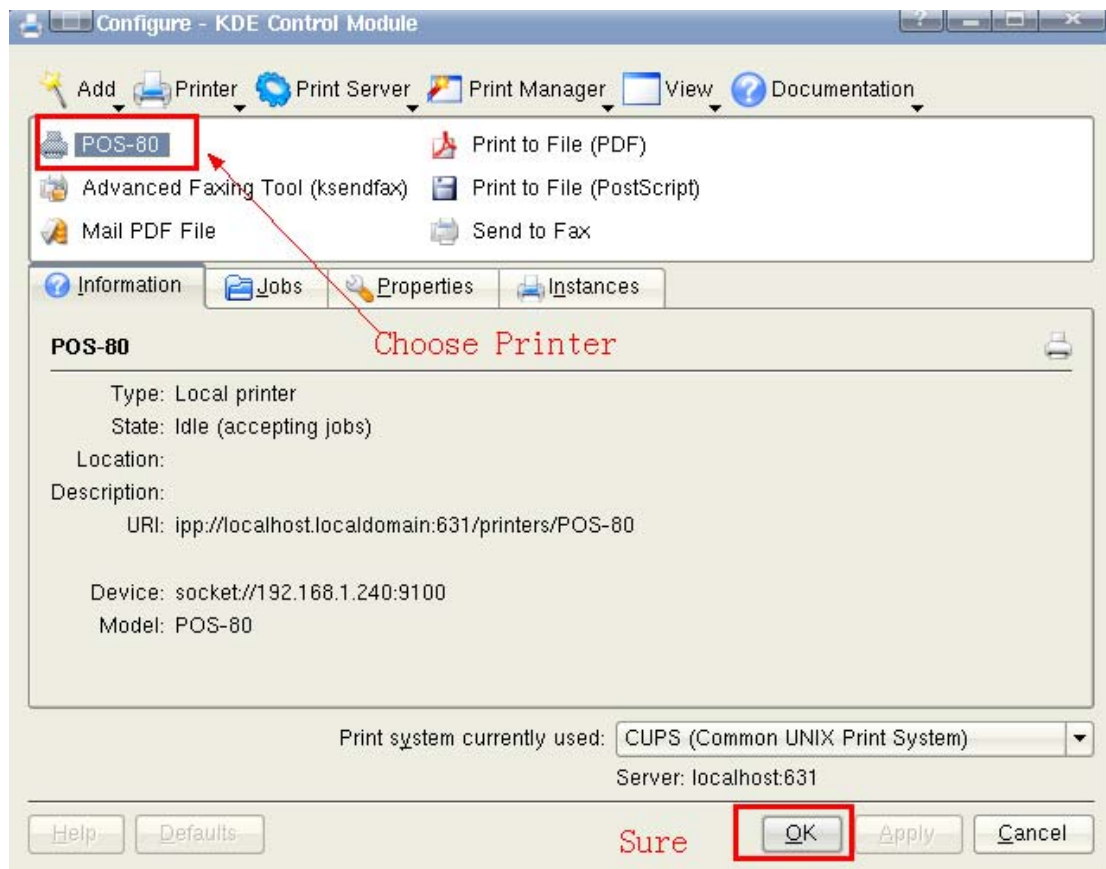 Configure - KDE Control Module
Add Printer Print Server Print Manager View Documentation
POS-80 Print to File (PDF)
Advanced Faxing Tool (ksendfax) Print to File (PostScript)
Mail PDF File Send to Fax
Information Jobs Properties Instances
Choose Printer
POS-80
Type: Local printer
State: Idle (accepting jobs)
Location:
Description:
URI: ipp://localhost.localdomain:631/printers/POS-80
Device: socket://192.168.1.240:9100
Model: POS-80
Print system currently used: CUPS (Common UNIX Print System)
Server: localhost:631
Help Defaults Sure OK Apply Cancel